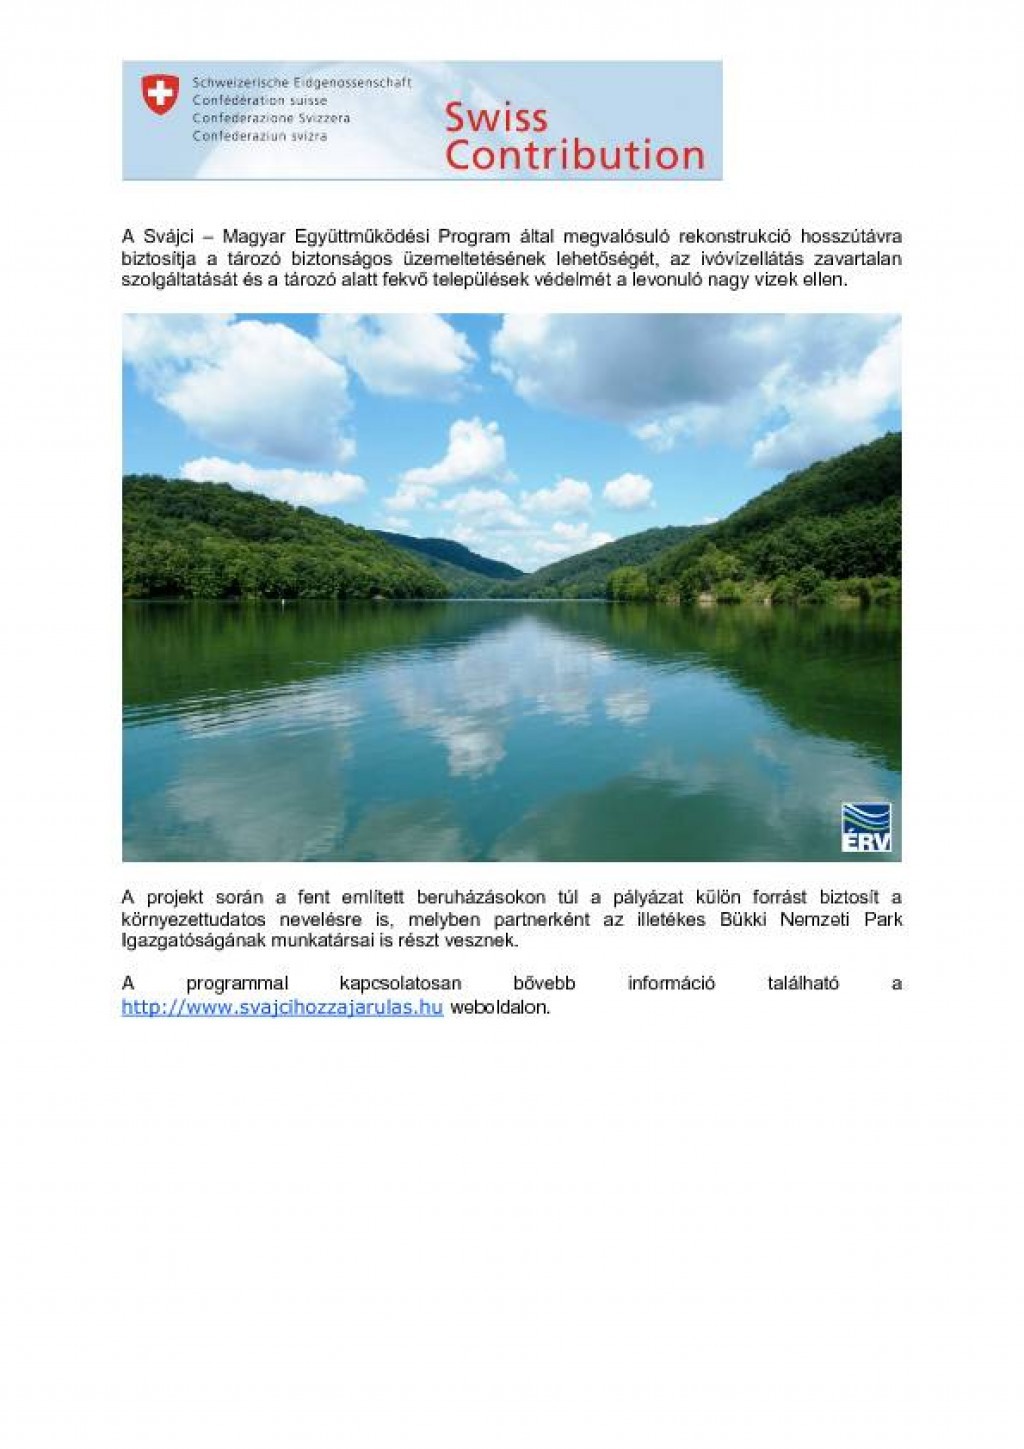 Schweizerische Eidgenossenschaft
Confédération suisse
Confederazione Svizzera
Confederaziun svizra
Swiss
Contribution
A Svájci – Magyar Együttműködési Program által megvalósuló rekonstrukció hosszútávra
biztosítja a tározó biztonságos üzemeltetésének lehetőségét, az ivóvízellátás zavartalan
szolgáltatását és a tározó alatt fekvő települések védelmét a levonuló nagy vizek ellen.
ÉRV
A projekt során a fent említett beruházásokon túl a pályázat külön forrást biztosít a
környezettudatos nevelésre is, melyben partnerként az illetékes Bükki Nemzeti Park
Igazgatóságának munkatársai is részt vesznek.
A programmal kapcsolatosan bővebb információ található a
http://www.svajcihozzajarulas.hu weboldalon.